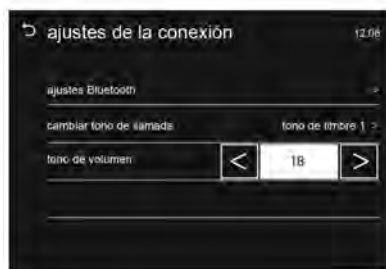 ajustes de la conexión 12:06
ajustes Bluetooth >
cambiar tono de llamada tono de timbre 1 >
tono de volumen < 18 >